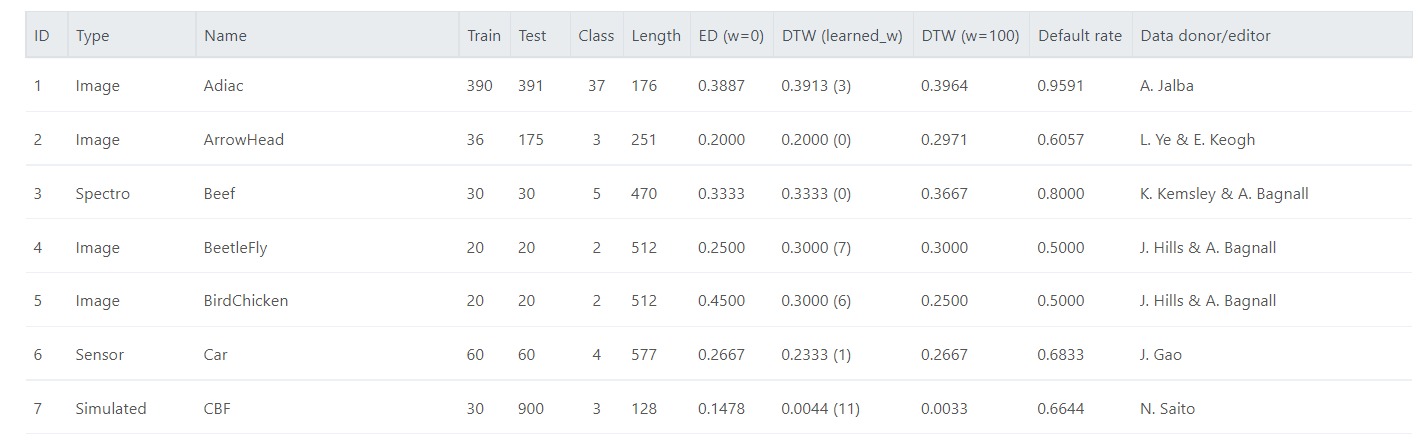 ID Type Name Train Test Class Length ED (w=0) DTW (learned_w) DTW (w=100) Default rate Data donor/editor
1 Image Adiac 390 391 37 176 0.3887 0.3913 (3) 0.3964 0.9591 A. Jalba
2 Image ArrowHead 36 175 3 251 0.2000 0.2000 (0) 0.2971 0.6057 L. Ye & E. Keogh
3 Spectro Beef 30 30 5 470 0.3333 0.3333 (0) 0.3667 0.8000 K. Kemsley & A. Bagnall
4 Image BeetleFly 20 20 2 512 0.2500 0.3000 (7) 0.3000 0.5000 J. Hills & A. Bagnall
5 Image BirdChicken 20 20 2 512 0.4500 0.3000 (6) 0.2500 0.5000 J. Hills & A. Bagnall
6 Sensor Car 60 60 4 577 0.2667 0.2333 (1) 0.2667 0.6833 J. Gao
7 Simulated CBF 30 900 3 128 0.1478 0.0044 (11) 0.0033 0.6644 N. Saito